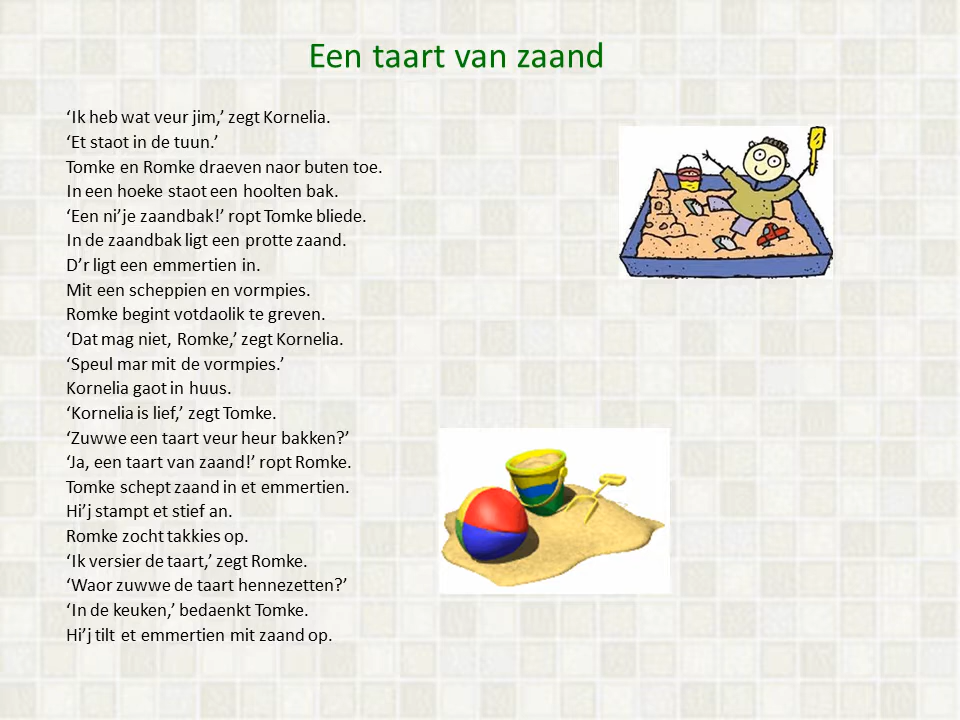 Een taart van zaand
‘Ik heb wat veur jim,’ zegt Kornelia.
‘Et staot in de tuun.’
Tomke en Romke draeven naor buten toe.
In een hoeke staot een hoolten bak.
‘Een ni’je zaandbak!’ ropt Tomke bliede.
In de zaandbak ligt een protte zaand.
D’r ligt een emmertien in.
Mit een scheppien en vormpies.
Romke begint votdaolik te greven.
‘Dat mag niet, Romke,’ zegt Kornelia.
‘Speul mar mit de vormpies.’
Kornelia gaot in huus.
‘Kornelia is lief,’ zegt Tomke.
‘Zuwwe een taart veur heur bakken?’
‘Ja, een taart van zaand!’ ropt Romke.
Tomke schept zaand in et emmertien.
Hi’j stampt et stief an.
Romke zocht takkies op.
‘Ik versier de taart,’ zegt Romke.
‘Waor zuwwe de taart hennezetten?’
‘In de keuken,’ bedaenkt Tomke.
Hi’j tilt et emmertien mit zaand op.